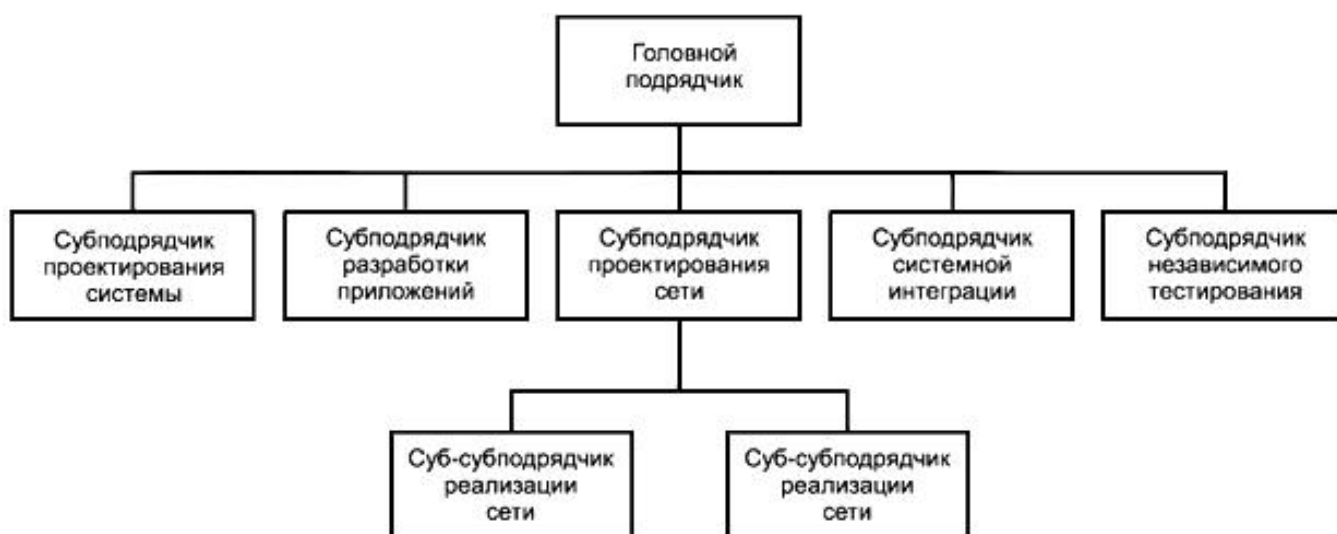 Головной
подрядчик
Субподрядчик
проектирования
системы
Субподрядчик
разработки
приложений
Субподрядчик
проектирования
сети
Субподрядчик
системной
интеграции
Субподрядчик
независимого
тестирования
Суб-субподрядчик
реализации
сети
Суб-субподрядчик
реализации
сети